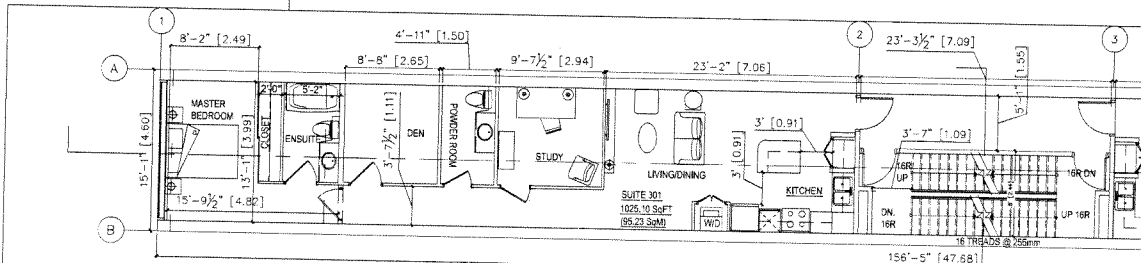 1
2
3
A
B
8'-2" [2.49]
4'-11" [1.50]
8'-8" [2.65]
9'-7½" [2.94]
23'-2" [7.06]
23'-3½" [7.09]
5'-1" [1.55]
2'-0"
5'-2"
3'-7½" [1.11]
15'-1" [4.60]
13'-1" [3.99]
15'-9½" [4.82]
3' [0.91]
3' [0.91]
3'-7" [1.09]
MASTER
BEDROOM
CLOSET
ENSUITE
DEN
POWDER ROOM
STUDY
LIVING/DINING
KITCHEN
SUITE 301
1025.10 SqFT
(95.23 SqM)
W/D
16R
UP
16R DN
DN.
16R
UP 16R
16 TREADS @ 255mm
156'-5" [47.68]